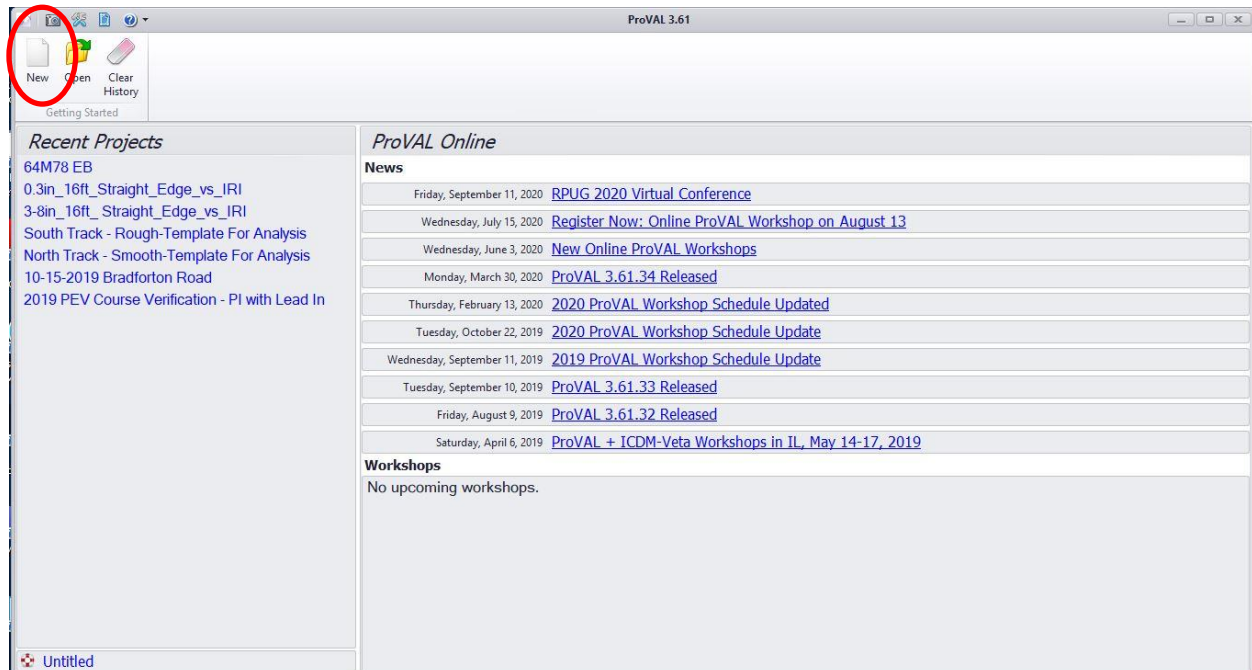 ProVAL 3.61
New Open Clear History
Getting Started
Recent Projects
64M78 EB
0.3in_16ft_Straight_Edge_vs_IRI
3-8in_16ft_ Straight_Edge_vs_IRI
South Track - Rough-Template For Analysis
North Track - Smooth-Template For Analysis
10-15-2019 Bradforton Road
2019 PEV Course Verification - PI with Lead In
Untitled
ProVAL Online
News
Friday, September 11, 2020 RPUG 2020 Virtual Conference
Wednesday, July 15, 2020 Register Now: Online ProVAL Workshop on August 13
Wednesday, June 3, 2020 New Online ProVAL Workshops
Monday, March 30, 2020 ProVAL 3.61.34 Released
Thursday, February 13, 2020 2020 ProVAL Workshop Schedule Updated
Tuesday, October 22, 2019 2020 ProVAL Workshop Schedule Update
Wednesday, September 11, 2019 2019 ProVAL Workshop Schedule Update
Tuesday, September 10, 2019 ProVAL 3.61.33 Released
Friday, August 9, 2019 ProVAL 3.61.32 Released
Saturday, April 6, 2019 ProVAL + ICDM-Veta Workshops in IL, May 14-17, 2019
Workshops
No upcoming workshops.